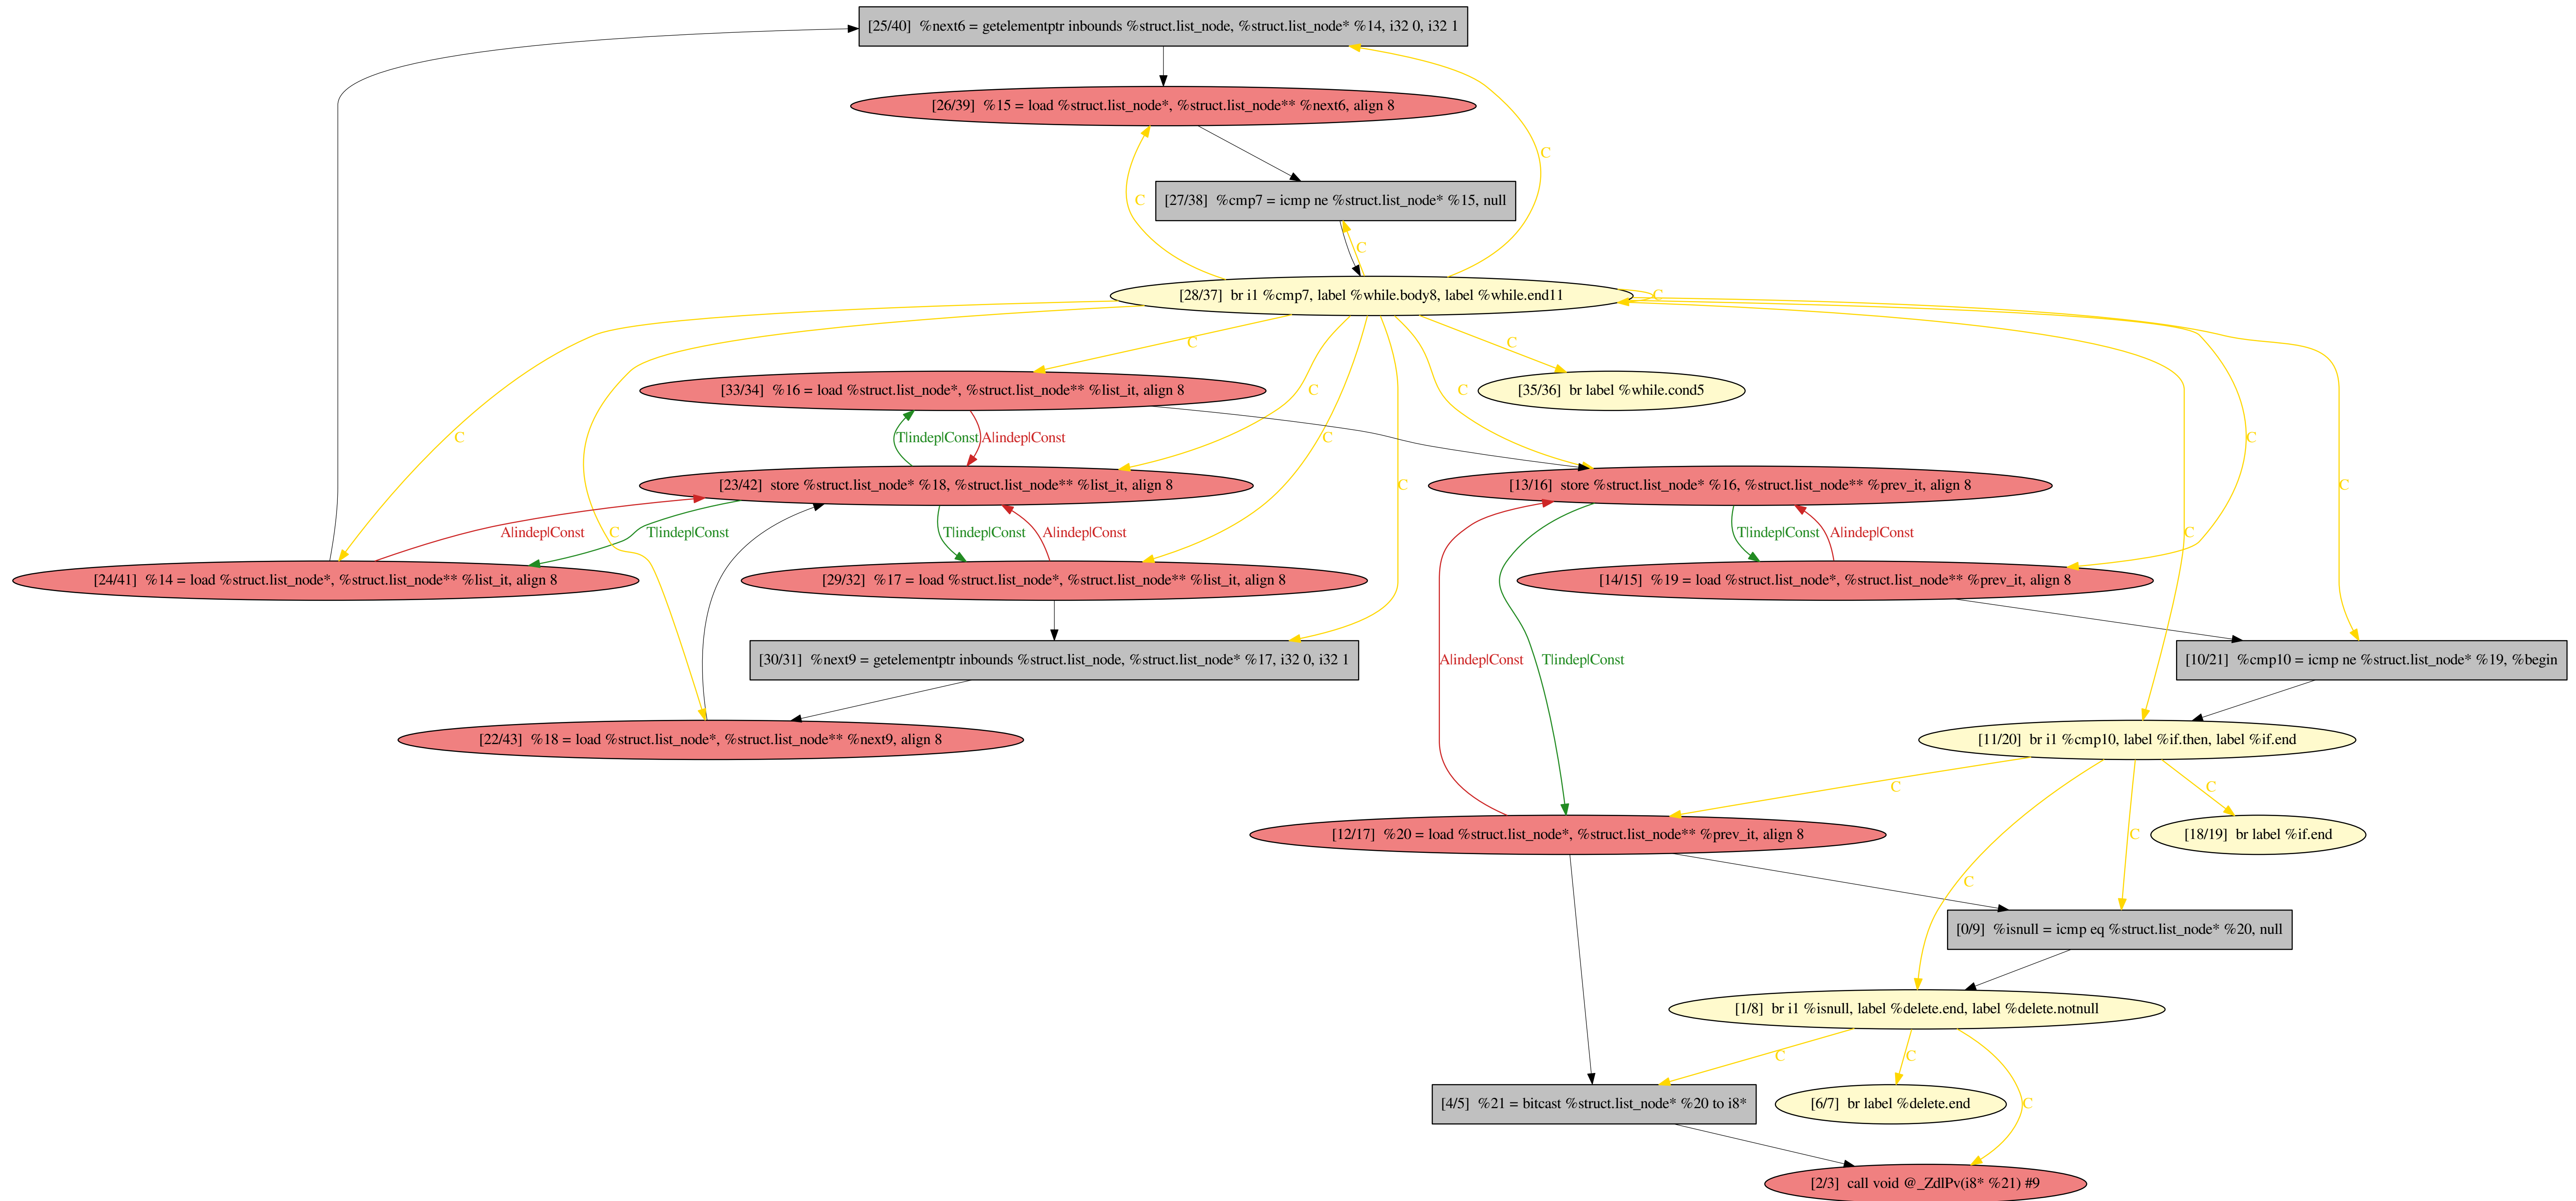 [25/40] %next6 = getelementptr inbounds %struct.list_node, %struct.list_node* %14, i32 0, i32 1
[26/39] %15 = load %struct.list_node*, %struct.list_node** %next6, align 8
C
[27/38] %cmp7 = icmp ne %struct.list_node* %15, null
C
C
[28/37] br i1 %cmp7, label %while.body8, label %while.end11
C
C
C
[33/34] %16 = load %struct.list_node*, %struct.list_node** %list_it, align 8
C
C
[35/36] br label %while.cond5
C
T|indep|Const
A|indep|Const
C
C
[23/42] store %struct.list_node* %18, %struct.list_node** %list_it, align 8
C
[13/16] store %struct.list_node* %16, %struct.list_node** %prev_it, align 8
C
A|indep|Const
C
T|indep|Const
T|indep|Const
A|indep|Const
T|indep|Const
A|indep|Const
C
[24/41] %14 = load %struct.list_node*, %struct.list_node** %list_it, align 8
[29/32] %17 = load %struct.list_node*, %struct.list_node** %list_it, align 8
[14/15] %19 = load %struct.list_node*, %struct.list_node** %prev_it, align 8
[30/31] %next9 = getelementptr inbounds %struct.list_node, %struct.list_node* %17, i32 0, i32 1
A|indep|Const
T|indep|Const
[10/21] %cmp10 = icmp ne %struct.list_node* %19, %begin
[22/43] %18 = load %struct.list_node*, %struct.list_node** %next9, align 8
[11/20] br i1 %cmp10, label %if.then, label %if.end
C
C
[12/17] %20 = load %struct.list_node*, %struct.list_node** %prev_it, align 8
C
[18/19] br label %if.end
C
[0/9] %isnull = icmp eq %struct.list_node* %20, null
[1/8] br i1 %isnull, label %delete.end, label %delete.notnull
C
C
[4/5] %21 = bitcast %struct.list_node* %20 to i8*
[6/7] br label %delete.end
C
[2/3] call void @_ZdlPv(i8* %21) #9